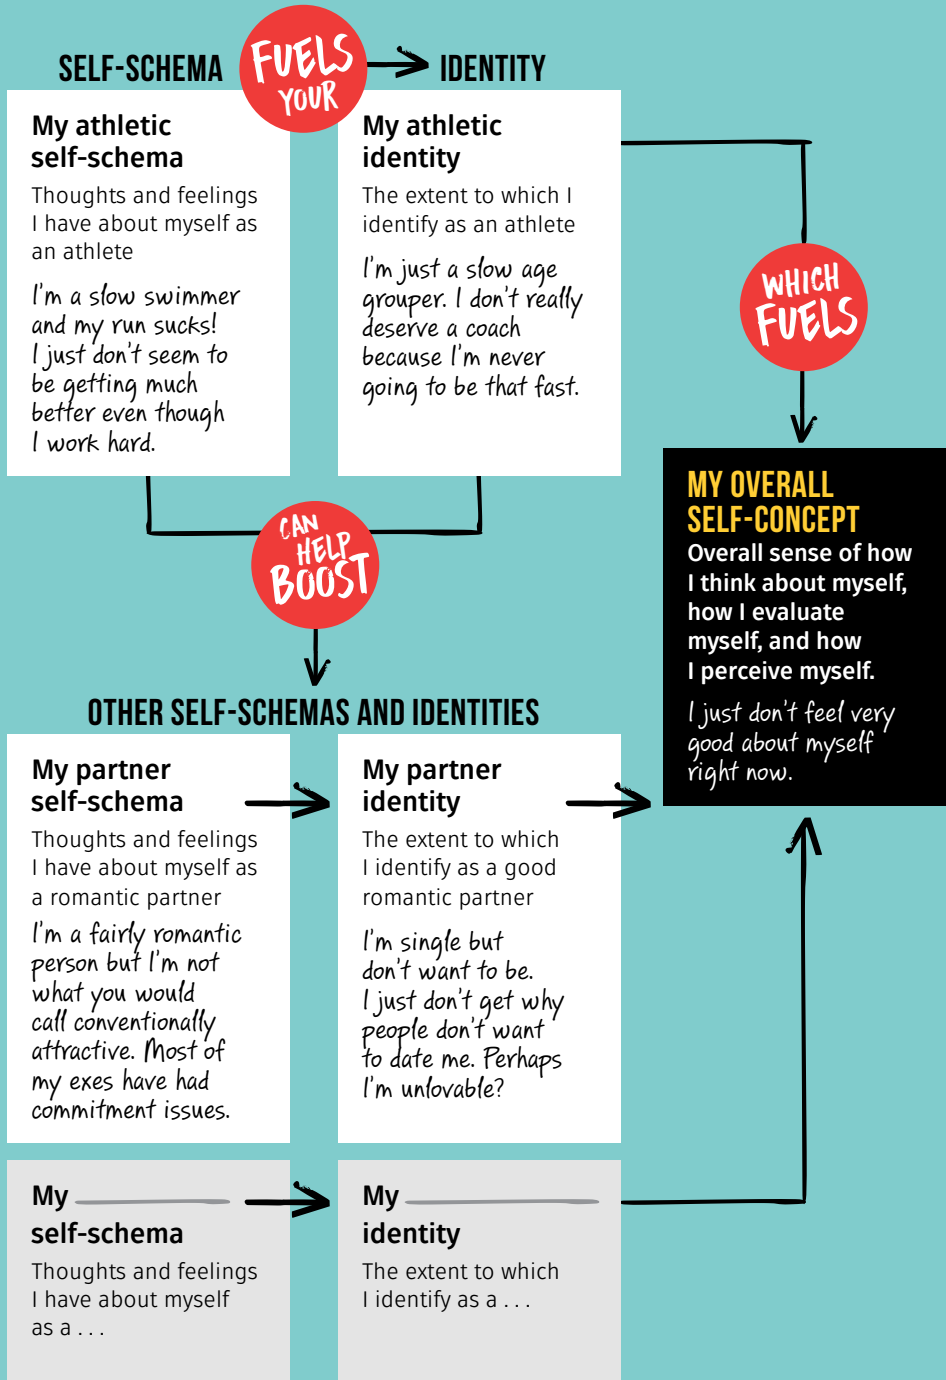 SELF-SCHEMA
FUELS
YOUR
IDENTITY
My athletic
self-schema
Thoughts and feelings
I have about myself as
an athlete
I'm a slow swimmer
and my run sucks!
I just don't seem to
be getting much
better even though
I work hard.
My athletic
identity
The extent to which I
identify as an athlete
I'm just a slow age
grouper. I don't really
deserve a coach
because I'm never
going to be that fast.
WHICH
FUELS
CAN
HELP
BOOST
MY OVERALL
SELF-CONCEPT
Overall sense of how
I think about myself,
how I evaluate
myself, and how
I perceive myself.
I just don't feel very
good about myself
right now.
OTHER SELF-SCHEMAS AND IDENTITIES
My partner
self-schema
Thoughts and feelings
I have about myself as
a romantic partner
I'm a fairly romantic
person but I'm not
what you would
call conventionally
attractive. Most of
my exes have had
commitment issues.
My partner
identity
The extent to which
I identify as a good
romantic partner
I'm single but
don't want to be.
I just don't get why
people don't want
to date me. Perhaps
I'm unlovable?
My
self-schema
Thoughts and feelings
I have about myself
as a . . .
My
identity
The extent to which
I identify as a . . .